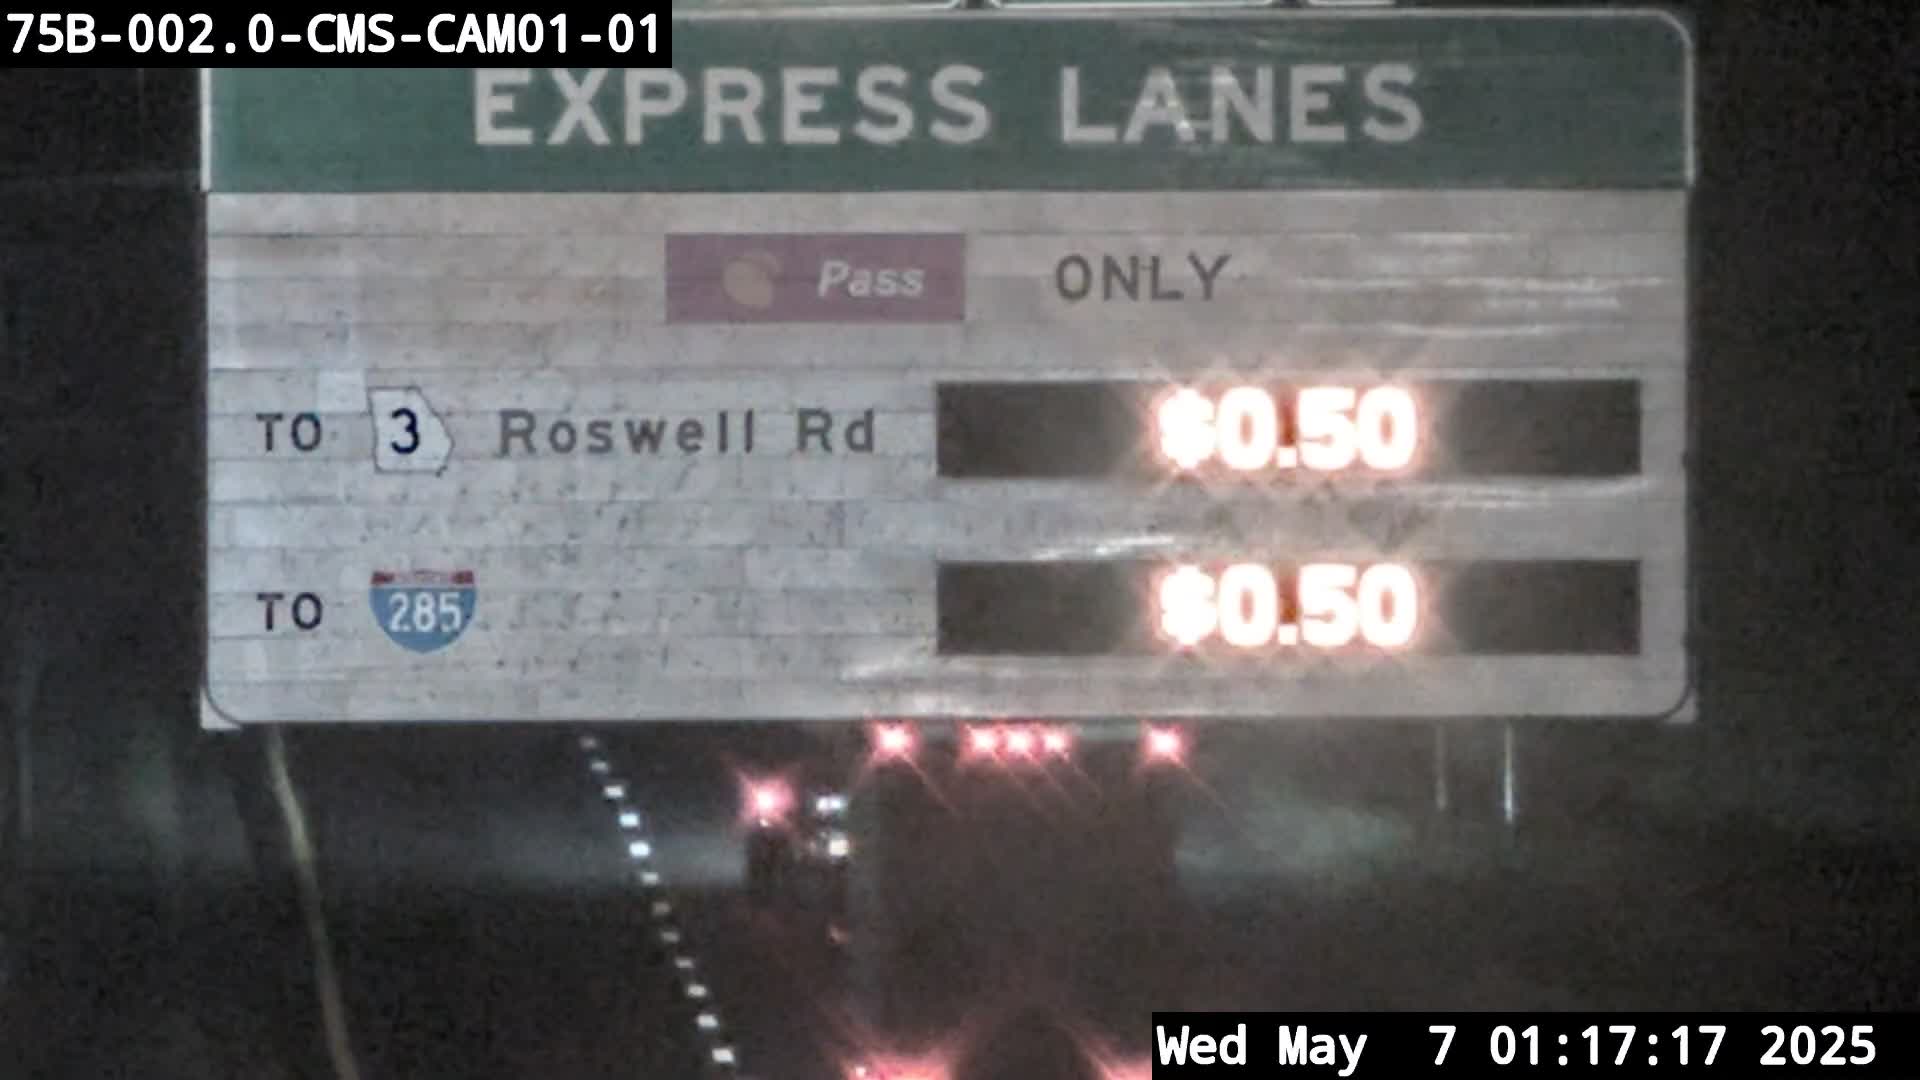 75B-002.0-CMS-CAM01-01
EXPRESS LANES
Pass ONLY
TO 3 Roswell Rd $0.50
TO 285 $0.50
Wed May 7 01:17:17 2025